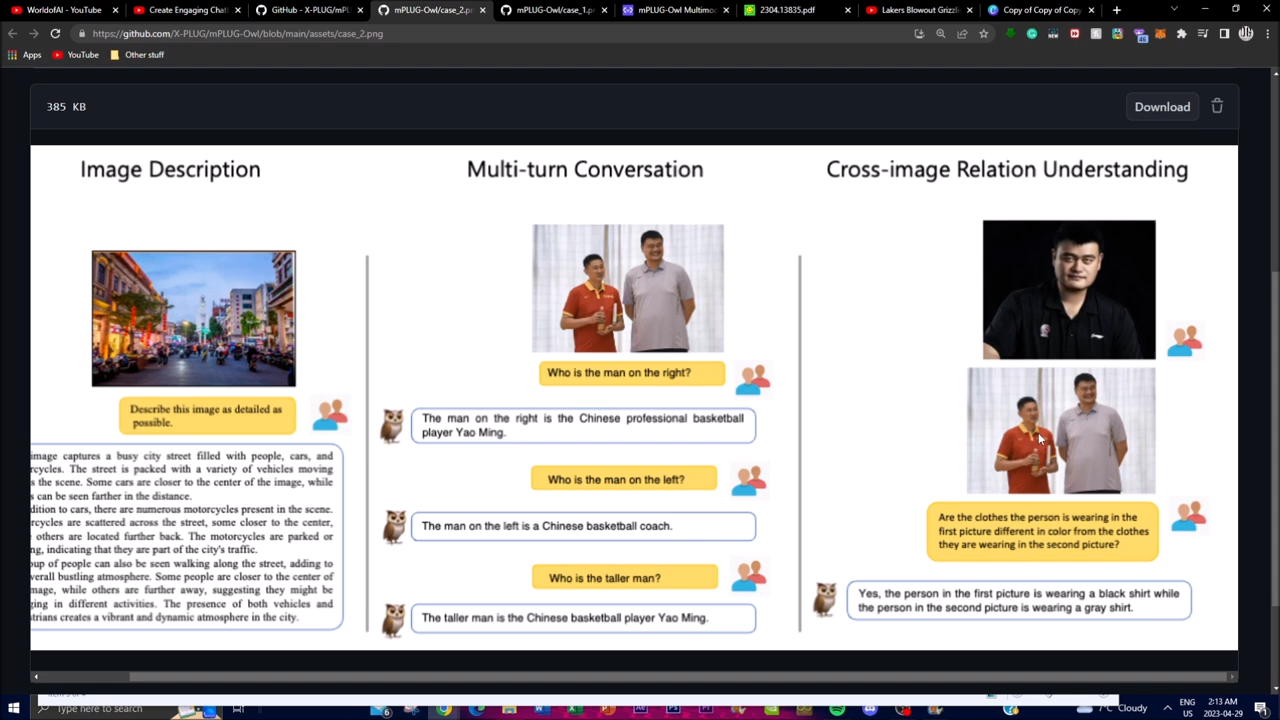 WorldofAI - YouTube
Create Engaging Chati
GitHub - X-PLUG/mPL
mPLUG-Owl/case_2.pn
mPLUG-Owl/case_1.pn
mPLUG-Owl Multimod
2304.13835.pdf
Lakers Blowout Grizzlie
Copy of Copy of Copy
https://github.com/X-PLUG/mPLUG-Owl/blob/main/assets/case_2.png
Apps
YouTube
Other stuff
385 KB
Download
Image Description
Describe this image as detailed as
possible.
image captures a busy city street filled with people, cars, and
rcycles. The street is packed with a variety of vehicles moving
s the scene. Some cars are closer to the center of the image, while
s can be seen farther in the distance.
dition to cars, there are numerous motorcycles present in the scene.
rcycles are scattered across the street, some closer to the center,
others are located further back. The motorcycles are parked or
ng, indicating that they are part of the city's traffic.
oup of people can also be seen walking along the street, adding to
verall bustling atmosphere. Some people are closer to the center of
mage, while others are further away, suggesting they might be
ging in different activities. The presence of both vehicles and
strians creates a vibrant and dynamic atmosphere in the city.
Multi-turn Conversation
Who is the man on the right?
The man on the right is the Chinese professional basketball
player Yao Ming.
Who is the man on the left?
The man on the left is a Chinese basketball coach.
Who is the taller man?
The taller man is the Chinese basketball player Yao Ming.
Cross-image Relation Understanding
Are the clothes the person is wearing in the
first picture different in color from the clothes
they are wearing in the second picture?
Yes, the person in the first picture is wearing a black shirt while
the person in the second picture is wearing a gray shirt.
Type here to search
7°C Cloudy
ENG
US
2:13 AM
2023-04-29